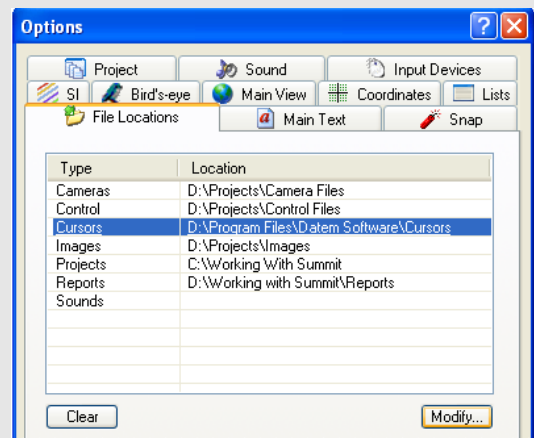 Options
Project Sound Input Devices
SI Bird's-eye Main View Coordinates Lists
File Locations Main Text Snap
Type Location
Cameras D:\Projects\Camera Files
Control D:\Projects\Control Files
Cursors D:\Program Files\Datem Software\Cursors
Images D:\Projects\Images
Projects C:\Working With Summit
Reports D:\Working with Summit\Reports
Sounds
Clear Modify...